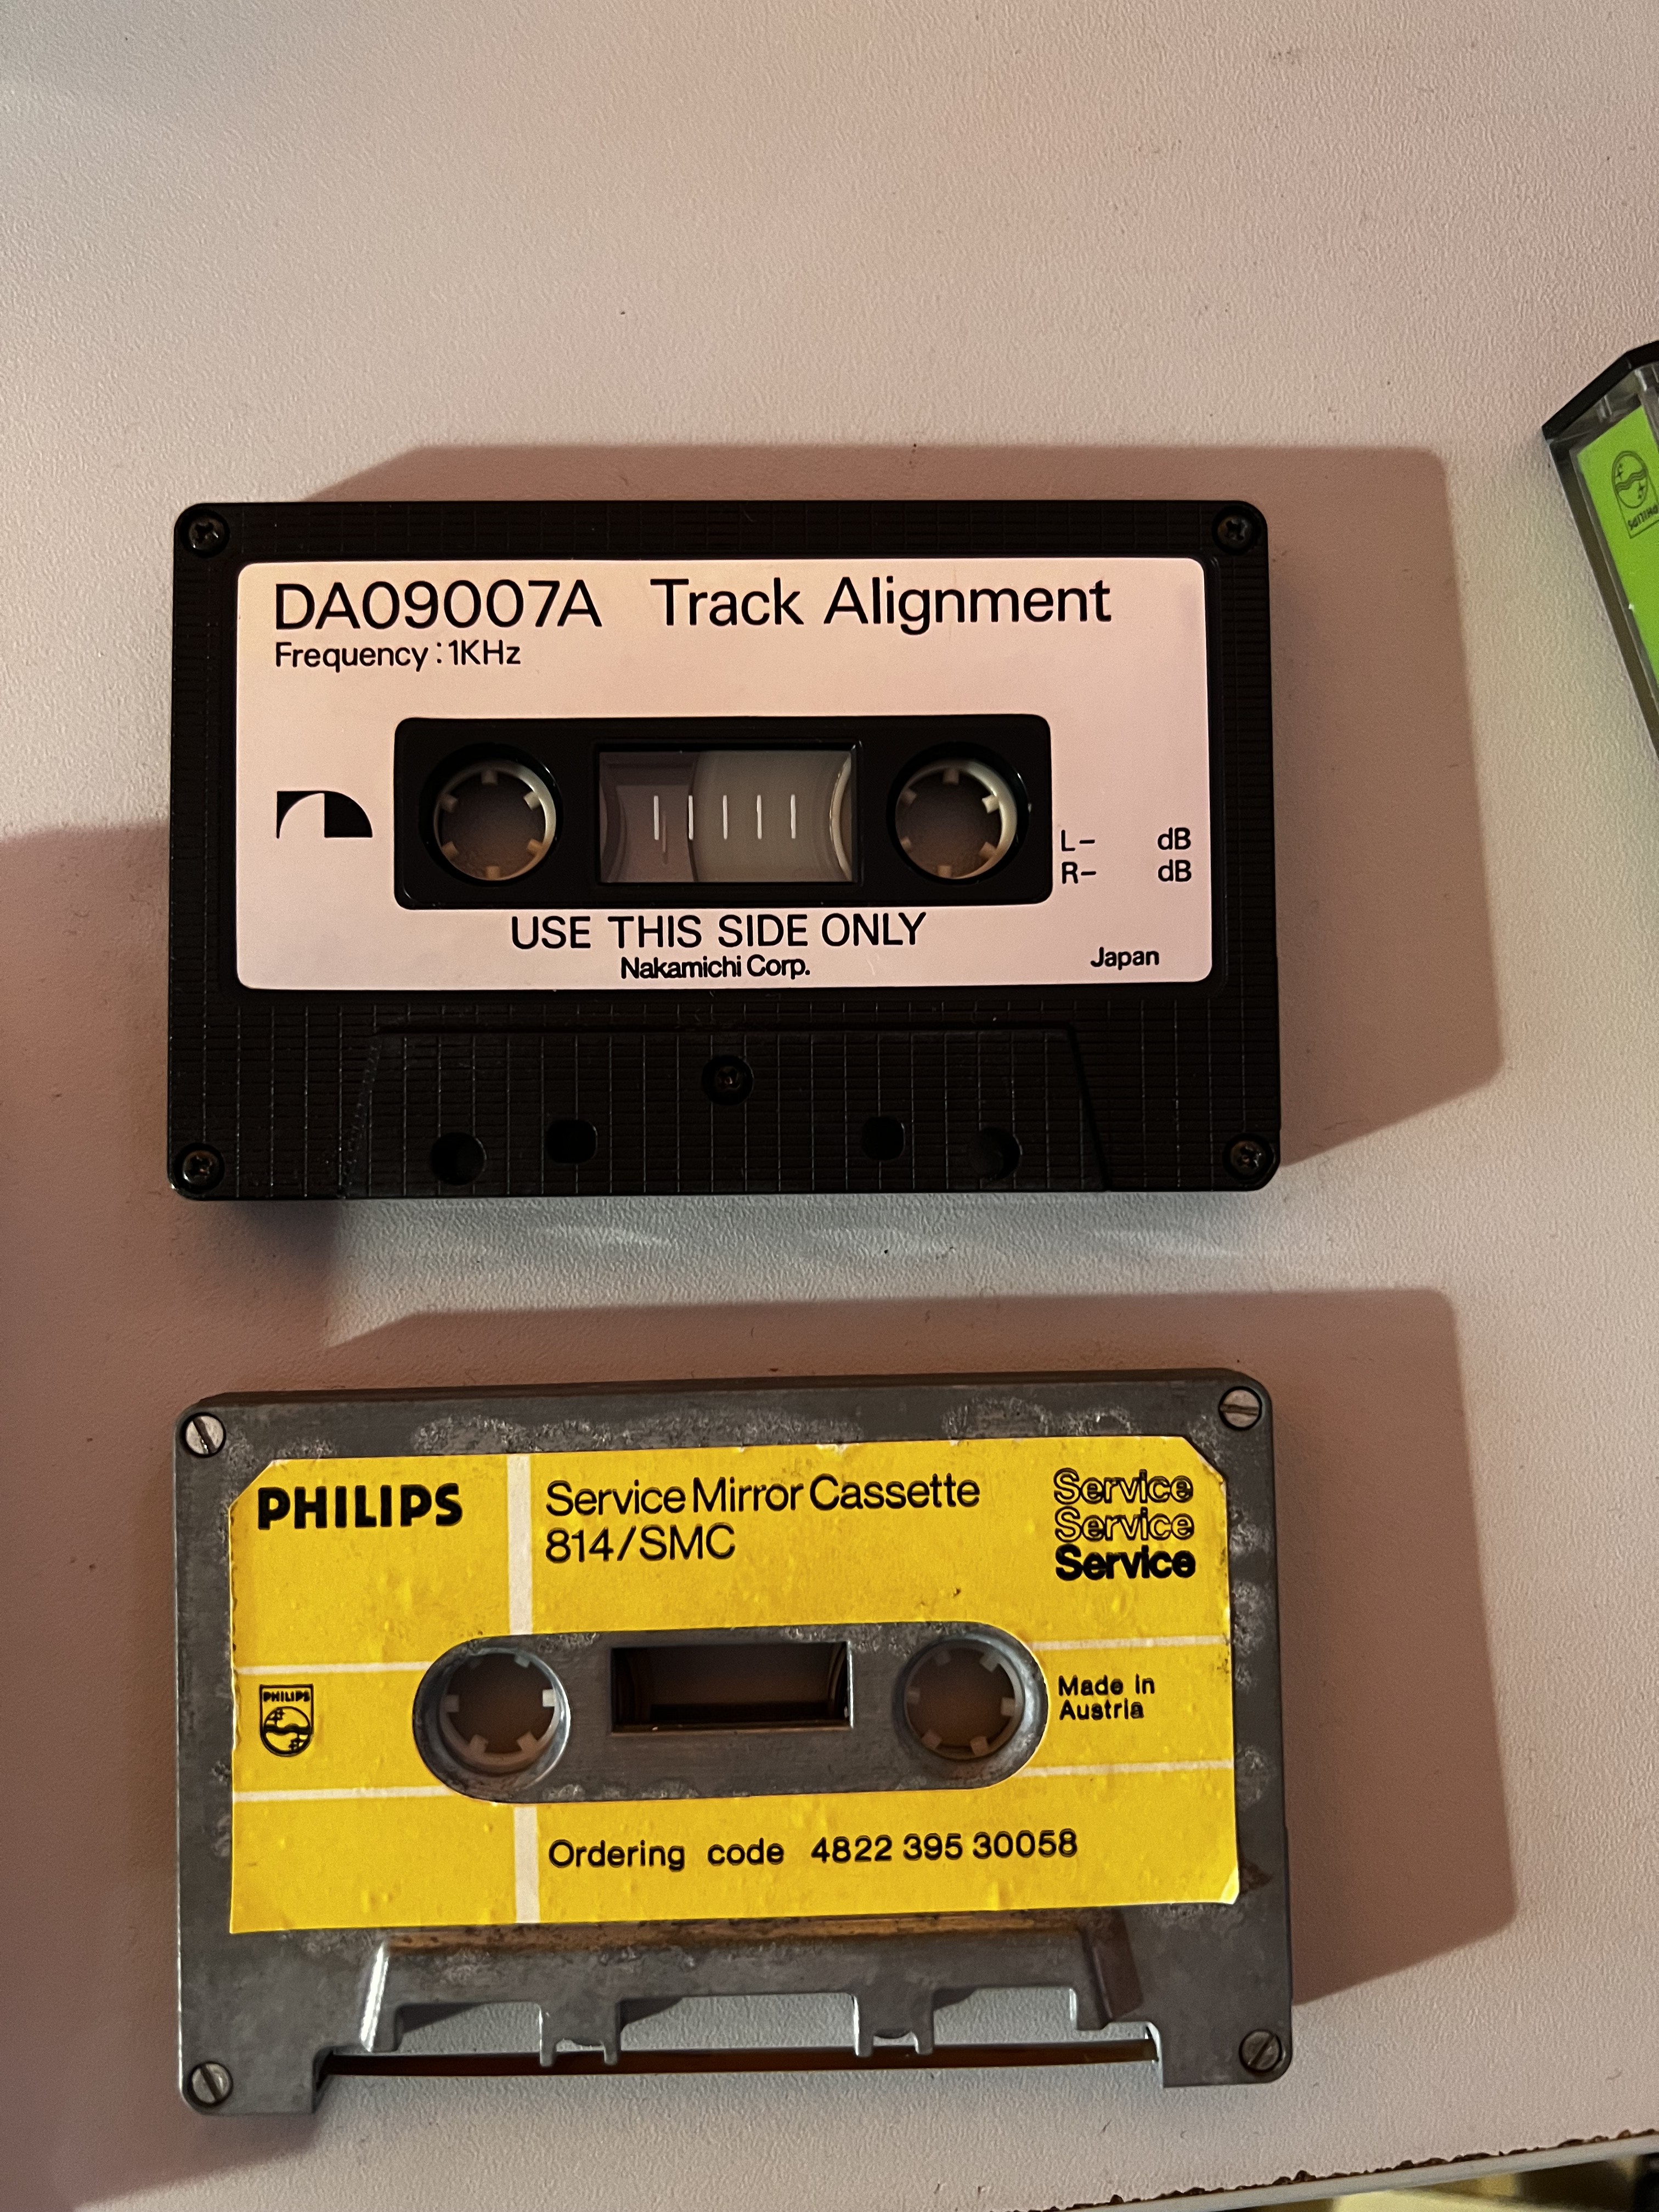 DA09007A Track Alignment
Frequency : 1KHz
L- dB
R- dB
USE THIS SIDE ONLY
Nakamichi Corp.
Japan
PHILIPS
PHILIPS
Service Mirror Cassette
814/SMC
Service
Service
Service
PHILIPS
Made in
Austria
Ordering code 4822 395 30058